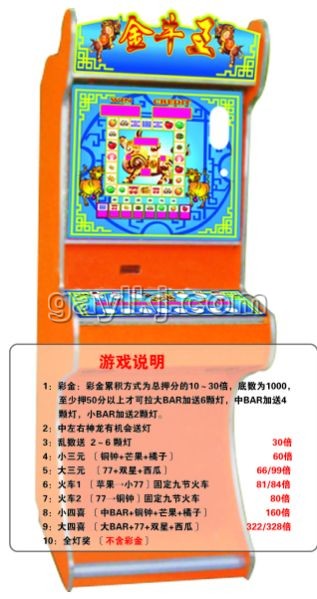 金羊王
WIN
CREDIT
gaylkj.com
游戏说明
1：彩金：彩金累积方式为总押分的10～30倍，底数为1000，
至少押50分以上才可拉大BAR加送6颗灯，中BAR加送4
颗灯，小BAR加送2灯。
2：中左右神龙有机会送灯
3：乱数送 2～6颗灯 30倍
4：小三元〔铜钟+芒果+橘子〕 60倍
5：大三元〔77+双星+西瓜〕 66/99倍
6：火车1〔苹果→小77〕固定九节火车 81/84倍
7：火车2〔77→铜钟〕固定九节火车 80倍
8：小四喜〔中BAR+铜钟+芒果+橘子〕 160倍
9：大四喜〔大BAR+77+双星+西瓜〕 322/328倍
10：全灯奖〔不含彩金〕